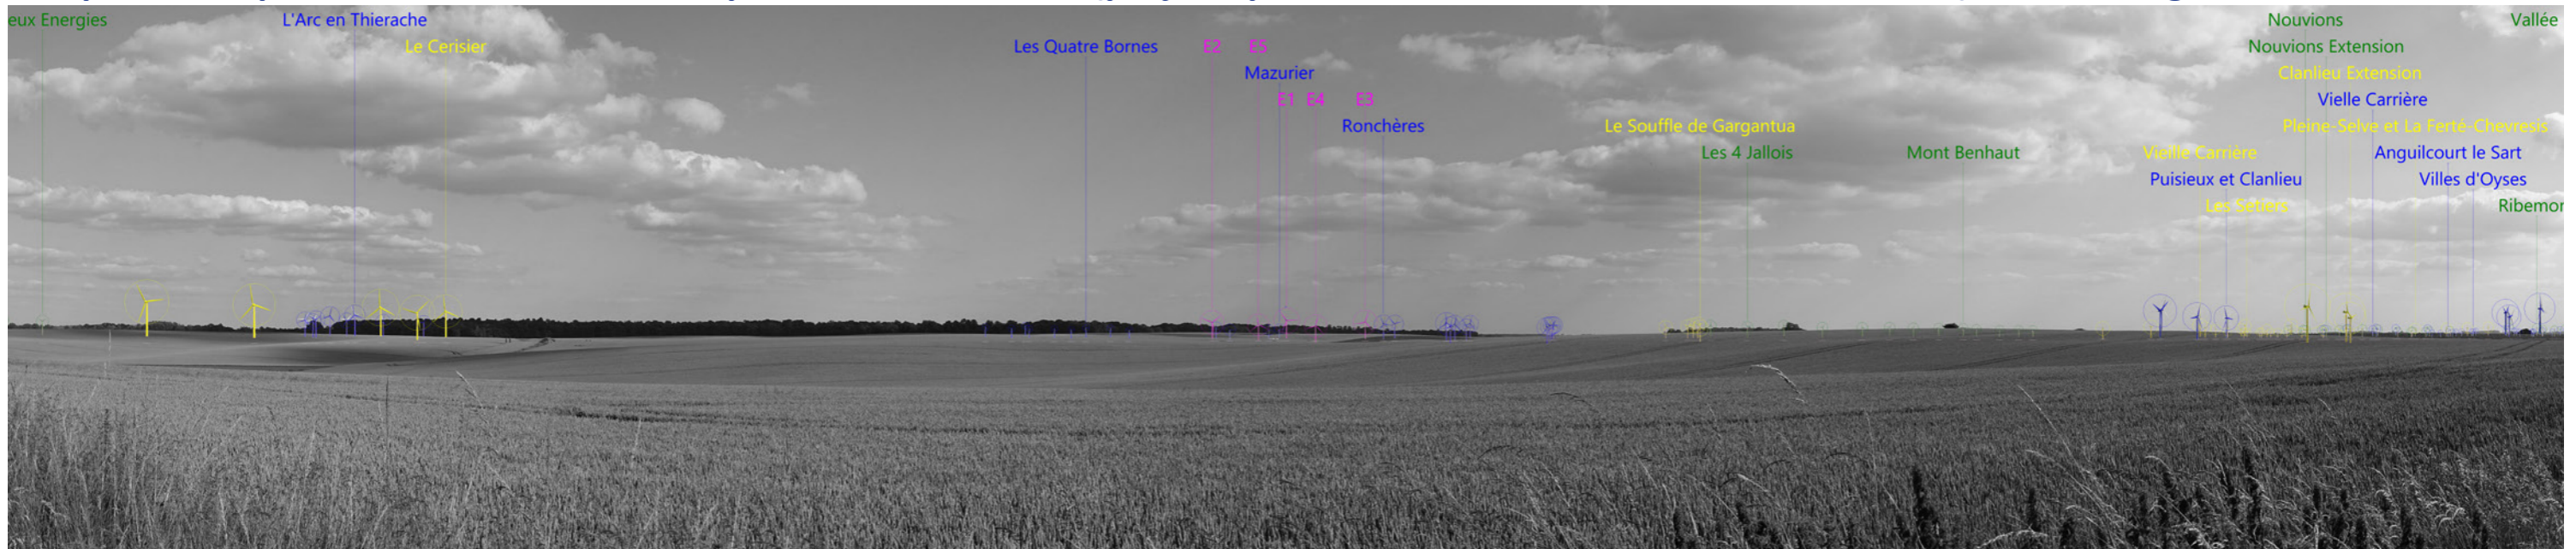 eux Energies L'Arc en Thierache Nouvions Vallée
Le Cerisier Les Quatre Bornes E2 E5 Nouvions Extension
Mazurier Clanlieu Extension
E1 E4 E3 Vielle Carrière
Ronchères Le Souffle de Gargantua Pleine-Selve et La Ferté-Chevresis
Les 4 Jallois Mont Benhaut Vieille Carrière Anguilcourt le Sart
Puisieux et Clanlieu Villes d'Oyses
Les Sétiers Ribemon